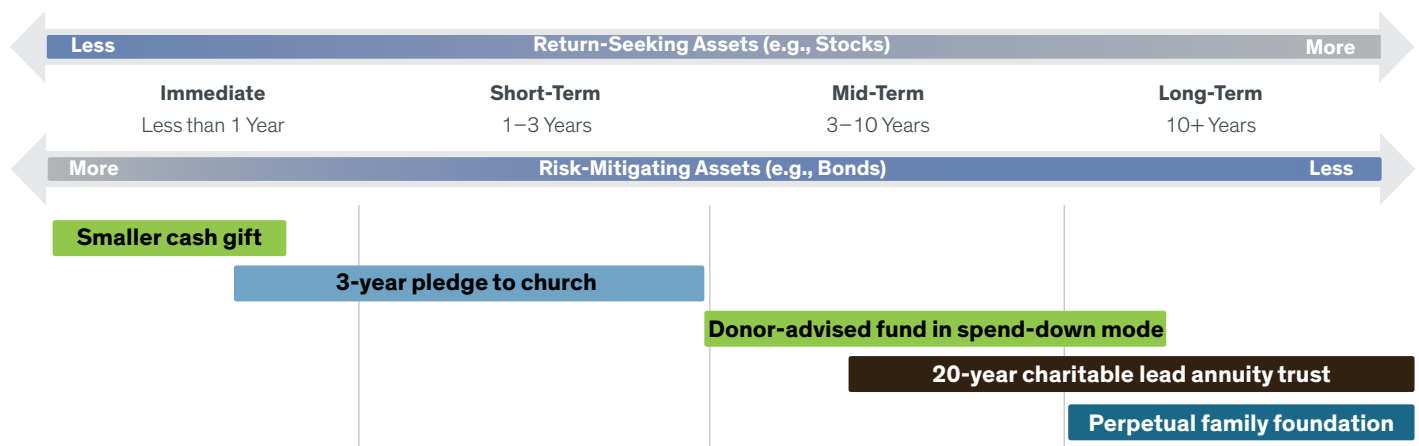 Less Return-Seeking Assets (e.g., Stocks) More
Immediate Short-Term Mid-Term Long-Term
Less than 1 Year 1–3 Years 3–10 Years 10+ Years
More Risk-Mitigating Assets (e.g., Bonds) Less
Smaller cash gift
3-year pledge to church
Donor-advised fund in spend-down mode
20-year charitable lead annuity trust
Perpetual family foundation